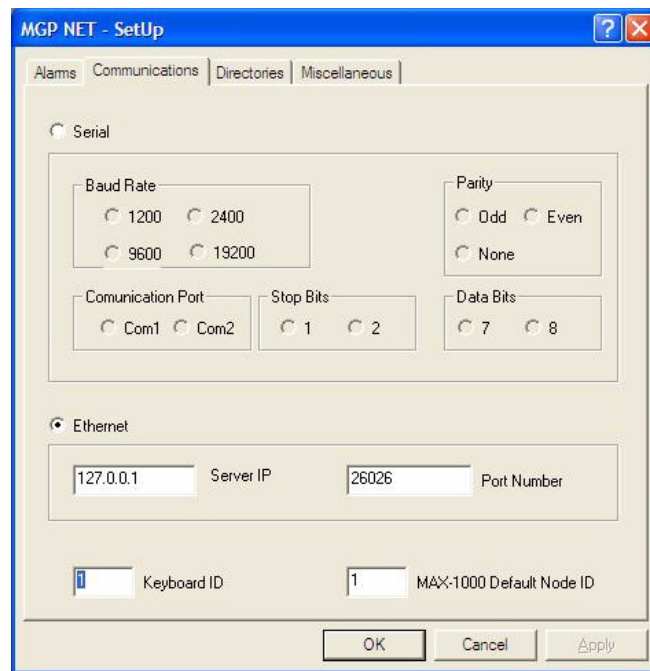 MGP NET - SetUp
Alarms Communications Directories Miscellaneous
Serial
Baud Rate
1200 2400
9600 19200
Parity
Odd Even
None
Comunication Port
Com1 Com2
Stop Bits
1 2
Data Bits
7 8
Ethernet
127.0.0.1 Server IP 26026 Port Number
1 Keyboard ID 1 MAX-1000 Default Node ID
OK Cancel Apply